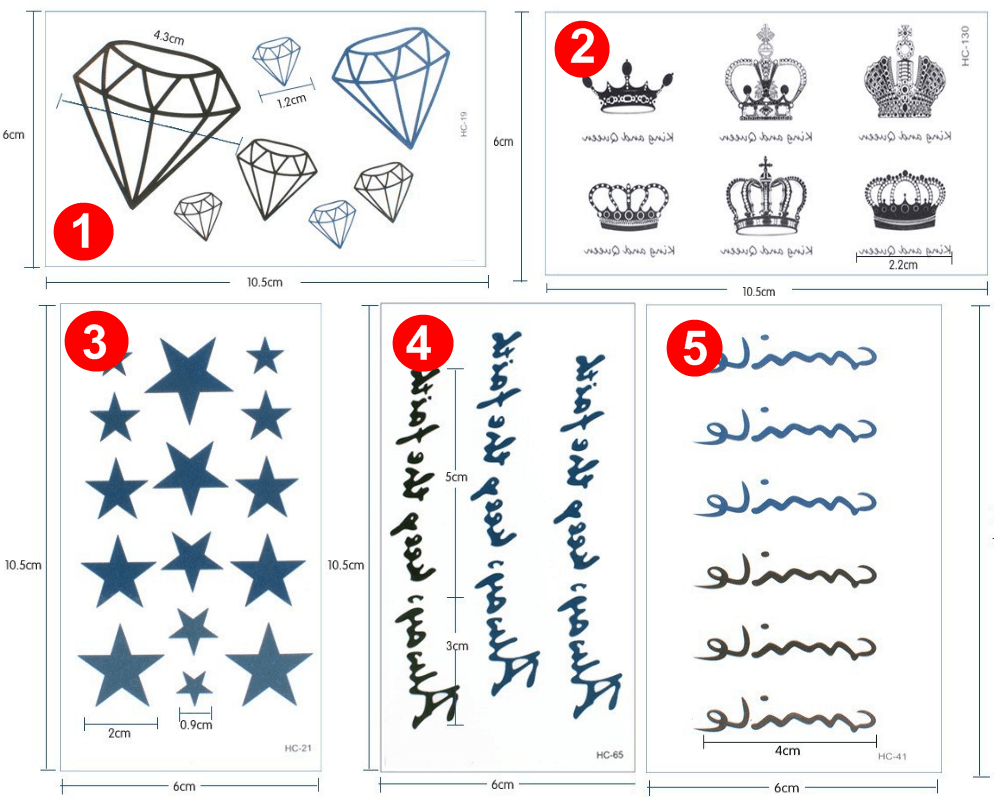 4.3cm
1.2cm
6cm
HC-19
1
10.5cm
2
HC-130
6cm
King and Queen
King and Queen
King and Queen
King and Queen
King and Queen
King and Queen
2.2cm
10.5cm
3
10.5cm
2cm
0.9cm
HC-21
6cm
4
10.5cm
Always keep the faith
Always keep the faith
Always keep the faith
5cm
3cm
HC-65
6cm
5
smile
smile
smile
smile
smile
smile
4cm
HC-41
6cm